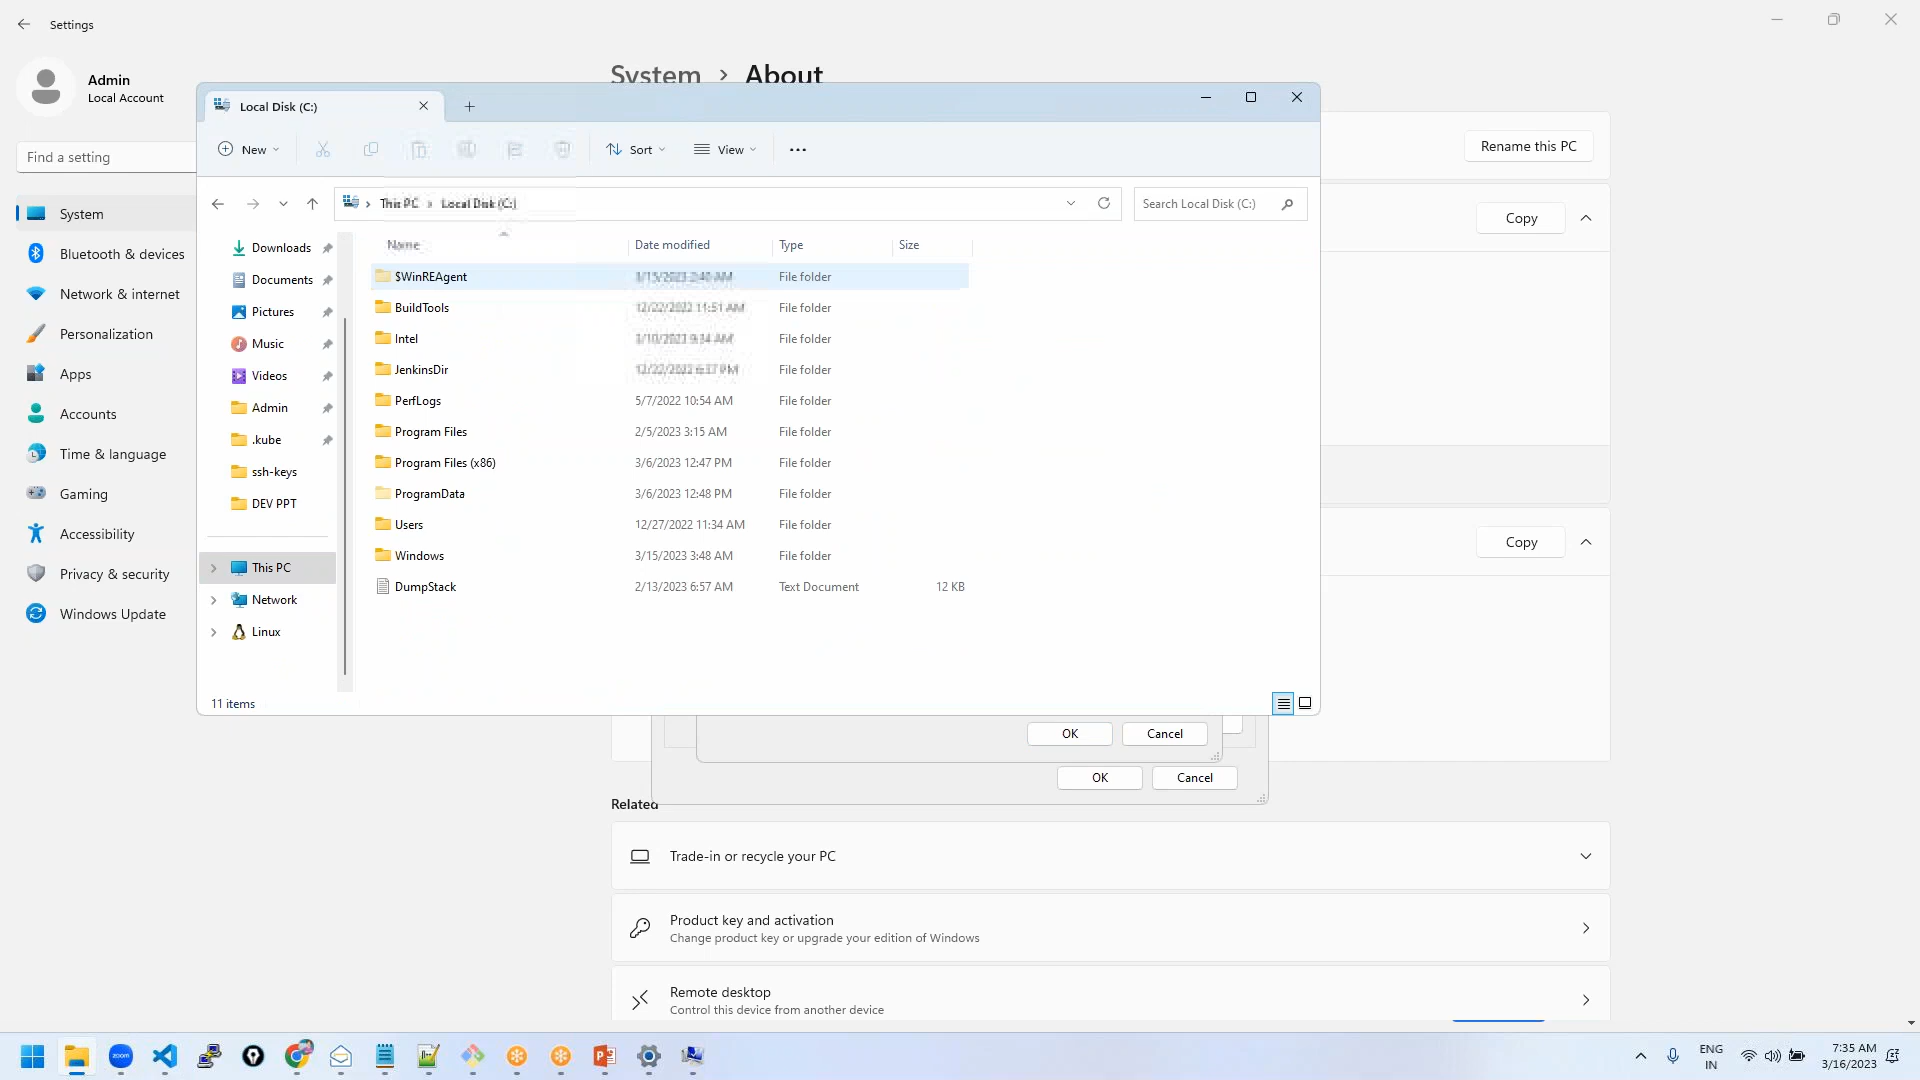 Settings
Admin
Local Account
Find a setting
System
Bluetooth & devices
Network & internet
Personalization
Apps
Accounts
Time & language
Gaming
Accessibility
Privacy & security
Windows Update
System › About
Rename this PC
Copy
Copy
Local Disk (C:)
New
Sort
View
This PC › Local Disk (C:)
Search Local Disk (C:)
Downloads
Documents
Pictures
Music
Videos
Admin
.kube
ssh-keys
DEV PPT
This PC
Network
Linux
Name Date modified Type Size
$WinREAgent File folder
BuildTools 12/22/2022 11:51 AM File folder
Intel File folder
JenkinsDir File folder
PerfLogs 5/7/2022 10:54 AM File folder
Program Files 2/5/2023 3:15 AM File folder
Program Files (x86) 3/6/2023 12:47 PM File folder
ProgramData 3/6/2023 12:48 PM File folder
Users 12/27/2022 11:34 AM File folder
Windows 3/15/2023 3:48 AM File folder
DumpStack 2/13/2023 6:57 AM Text Document 12 KB
11 items
OK Cancel
OK Cancel
Related
Trade-in or recycle your PC
Product key and activation
Change product key or upgrade your edition of Windows
Remote desktop
Control this device from another device
zoom
ENG
IN
7:35 AM
3/16/2023